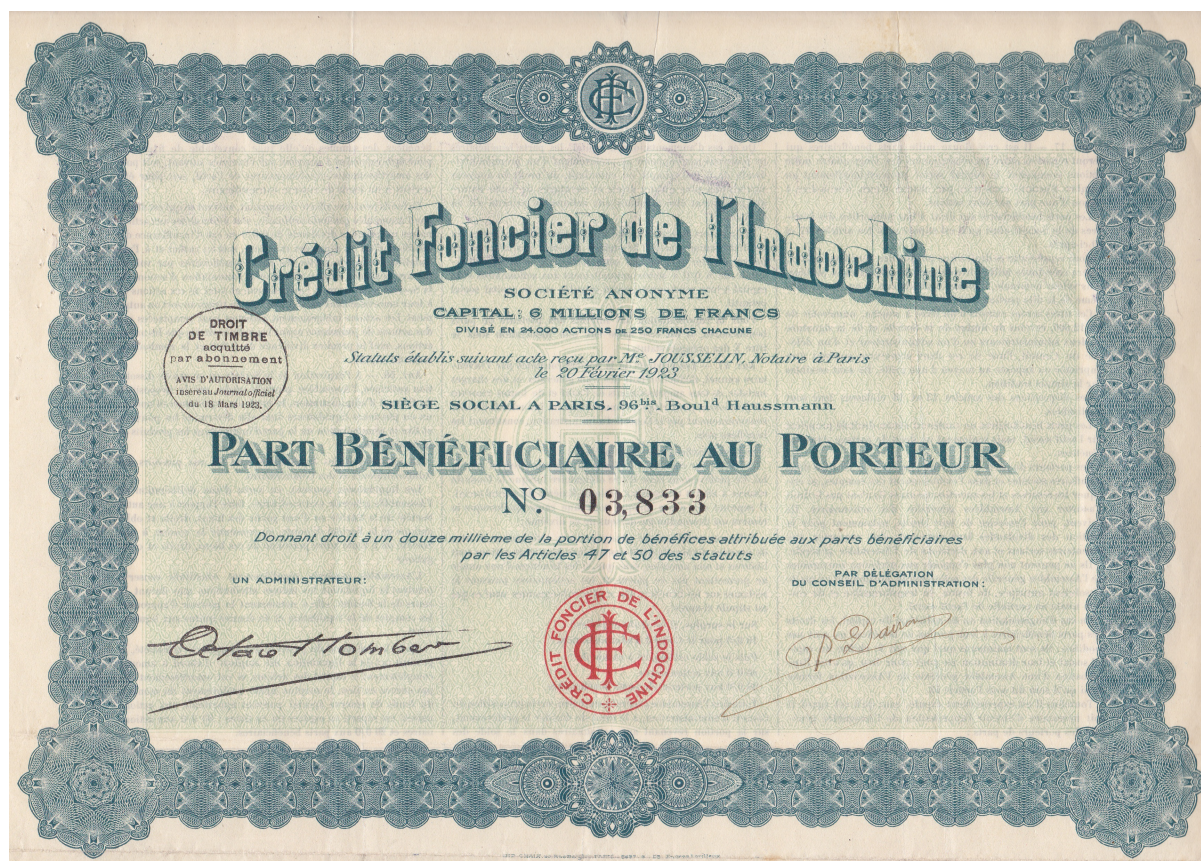 Crédit Foncier de l'Indochine
SOCIÉTÉ ANONYME
CAPITAL: 6 MILLIONS DE FRANCS
DIVISÉ EN 24.000 ACTIONS DE 250 FRANCS CHACUNE
DROIT
DE TIMBRE
acquitté
par abonnement
AVIS D'AUTORISATION
inséré au Journal officiel
du 18 Mars 1923.
Statuts établis suivant acte reçu par Me JOUSSELIN, Notaire à Paris
le 20 Février 1923
SIÈGE SOCIAL A PARIS. 96bis. Bould Haussmann
PART BÉNÉFICIAIRE AU PORTEUR
No. 03,833
Donnant droit à un douze millième de la portion de bénéfices attribuée aux parts bénéficiaires
par les Articles 47 et 50 des statuts
UN ADMINISTRATEUR:
PAR DÉLÉGATION
DU CONSEIL D'ADMINISTRATION:
CRÉDIT FONCIER DE L'INDOCHINE